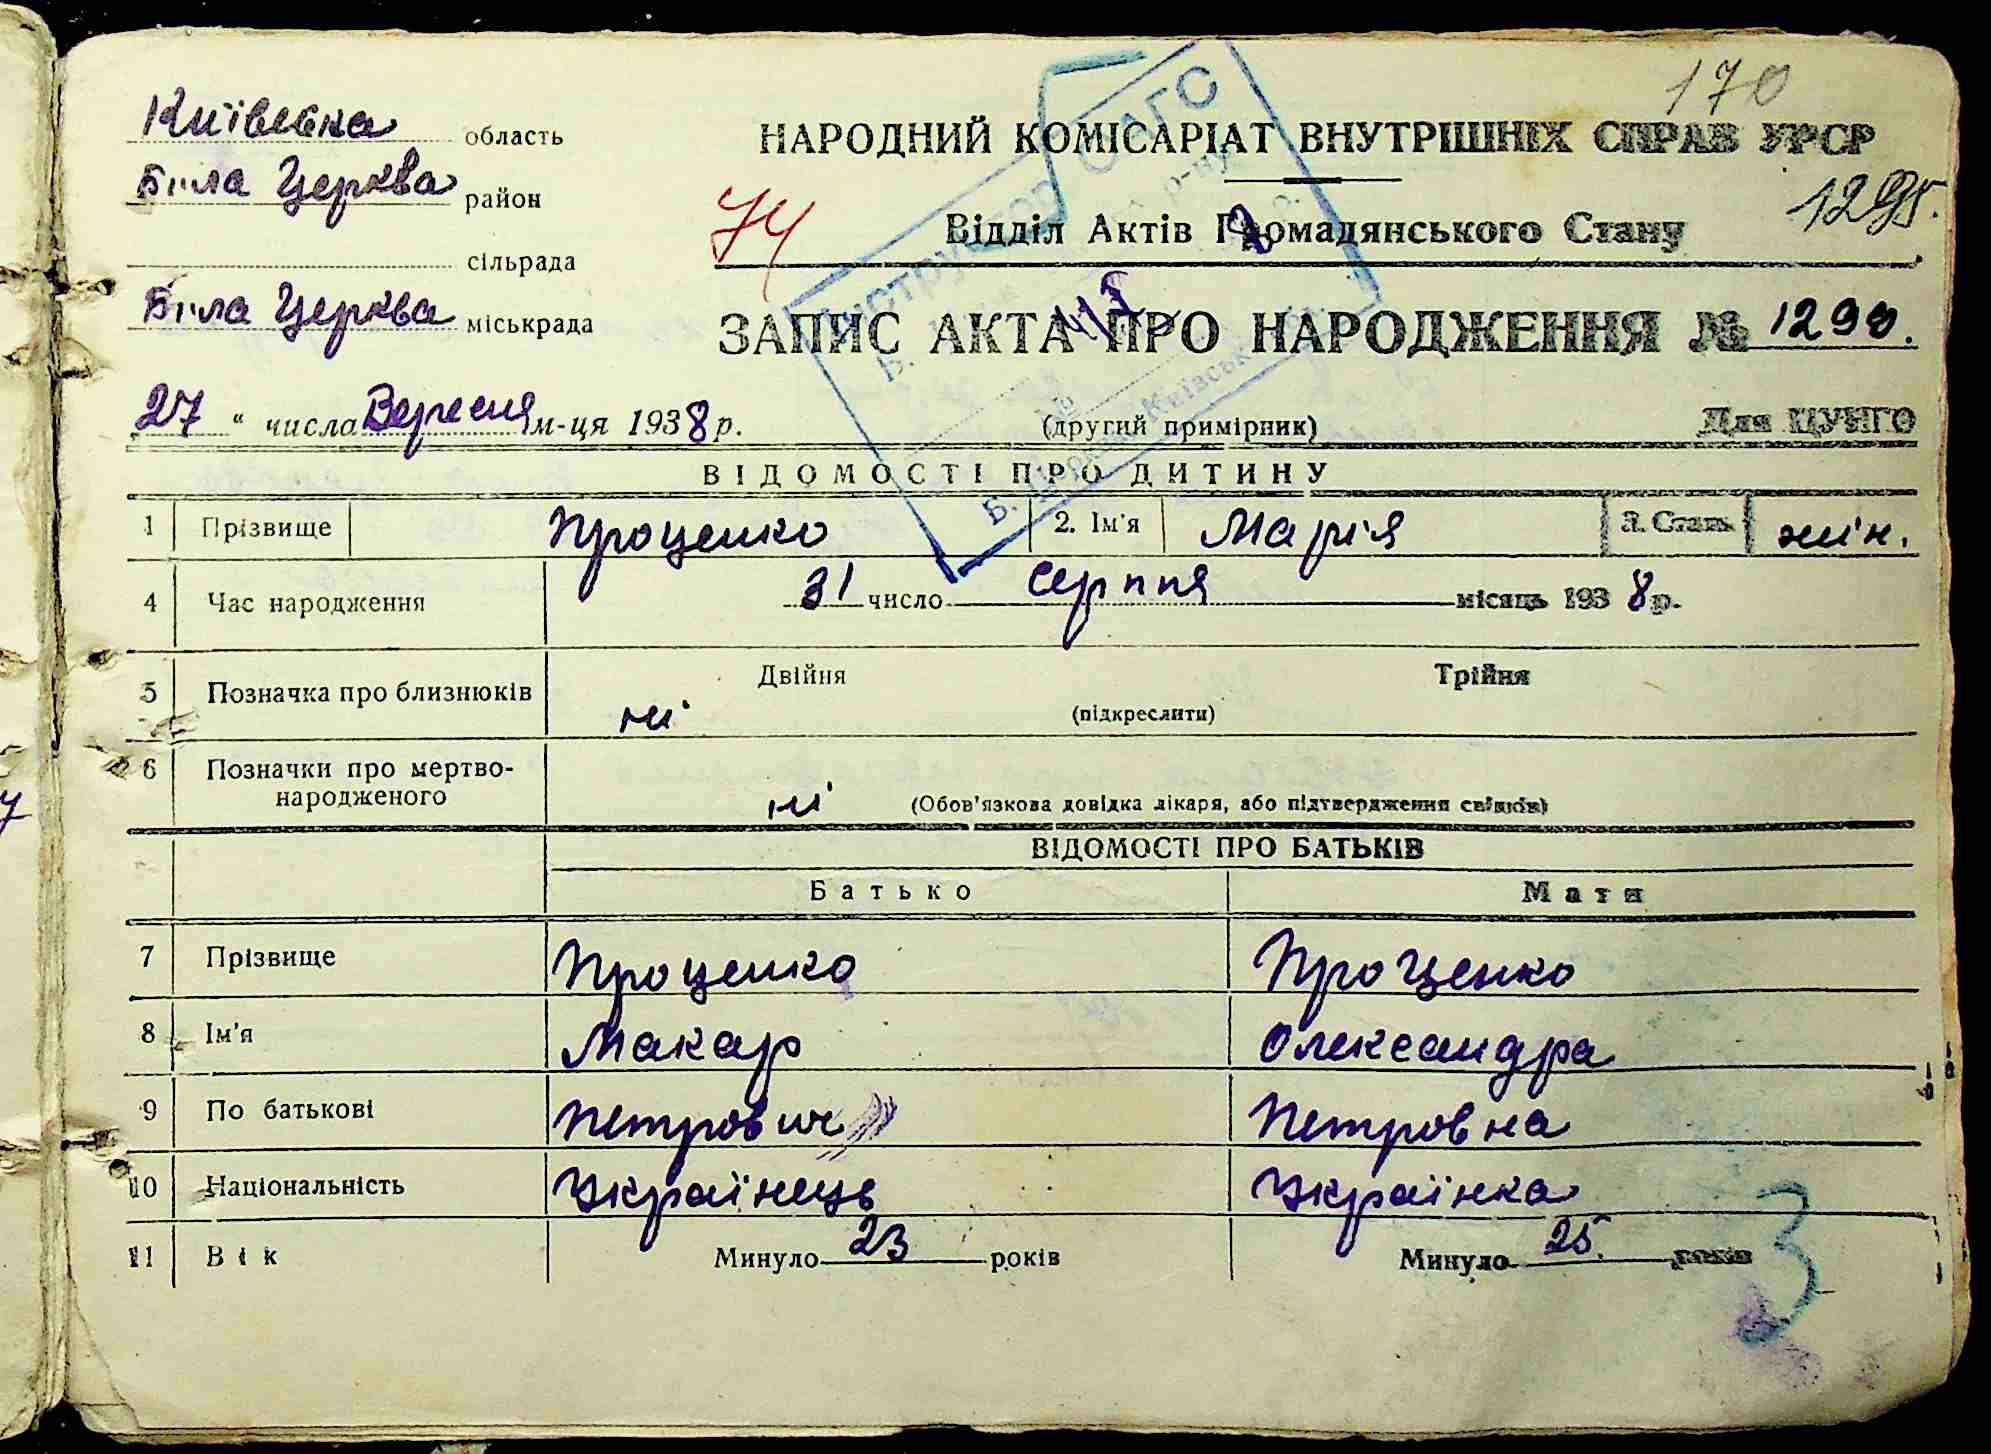 170
Київська область
НАРОДНИЙ КОМІСАРІАТ ВНУТРІШНІХ СПРАВ УРСР
Біла Церква район
74
1295.
Відділ Актів Громадянського Стану
сільрада
Біла Церква міськрада
ЗАПИС АКТА ПРО НАРОДЖЕННЯ № 1290.
27 " числа Вересня м-ця 1938 р.
(другий примірник)
Для ЦУНГО
ВІДОМОСТІ ПРО ДИТИНУ
1 Прізвище Проценко 2. Ім'я Марія 3. Стать жін.
4 Час народження 31 число серпня місяць 1938 р.
5 Позначка про близнюків ні Двійня Трійня
(підкреслити)
6 Позначки про мертво-
народженого ні (Обов'язкова довідка лікаря, або підтвердження свідків)
ВІДОМОСТІ ПРО БАТЬКІВ
Батько Мати
7 Прізвище Проценко Проценко
8 Ім'я Макар Олександра
9 По батькові Петрович Петровна
10 Національність Українець Українка
11 Вік Минуло 23 років Минуло 25. років
3